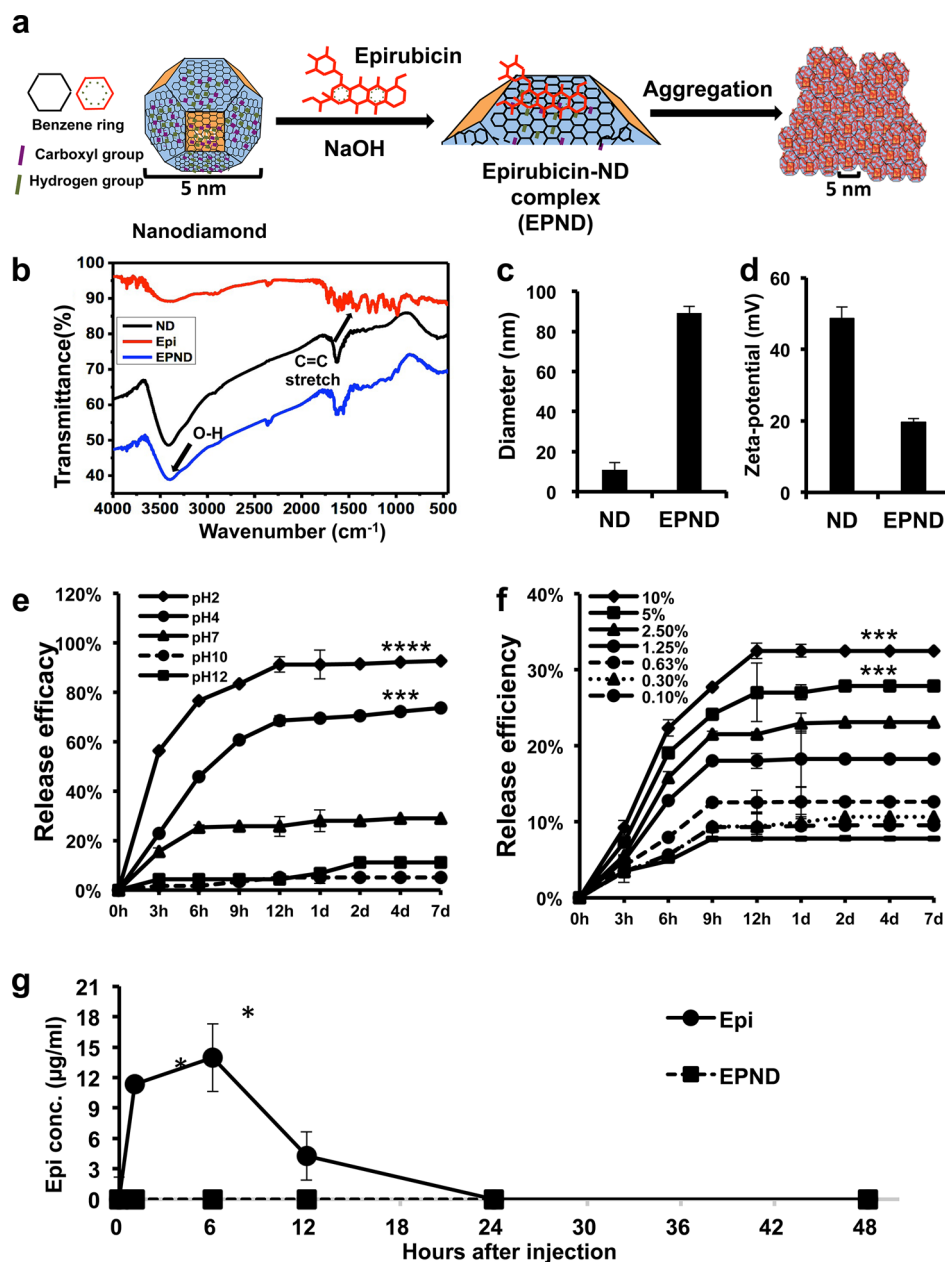 a
Epirubicin
NaOH
Aggregation
Benzene ring
Carboxyl group
Hydrogen group
5 nm
Nanodiamond
Epirubicin-ND
complex
(EPND)
5 nm
b
Transmittance(%)
100
90
80
70
60
50
40
ND
Epi
EPND
C=C
stretch
O-H
4000 3500 3000 2500 2000 1500 1000 500
Wavenumber (cm-1)
c
Diameter (nm)
100
80
60
40
20
0
ND EPND
d
Zeta-potential (mV)
60
40
20
0
ND EPND
e
Release efficacy
120%
100%
80%
60%
40%
20%
0%
pH2
pH4
pH7
pH10
pH12
****
***
0h 3h 6h 9h 12h 1d 2d 4d 7d
f
Release efficiency
40%
30%
20%
10%
0%
10%
5%
2.50%
1.25%
0.63%
0.30%
0.10%
***
***
0h 3h 6h 9h 12h 1d 2d 4d 7d
g
Epi conc. (µg/ml)
21
18
15
12
9
6
3
0
*
*
Epi
EPND
0 6 12 18 24 30 36 42 48
Hours after injection